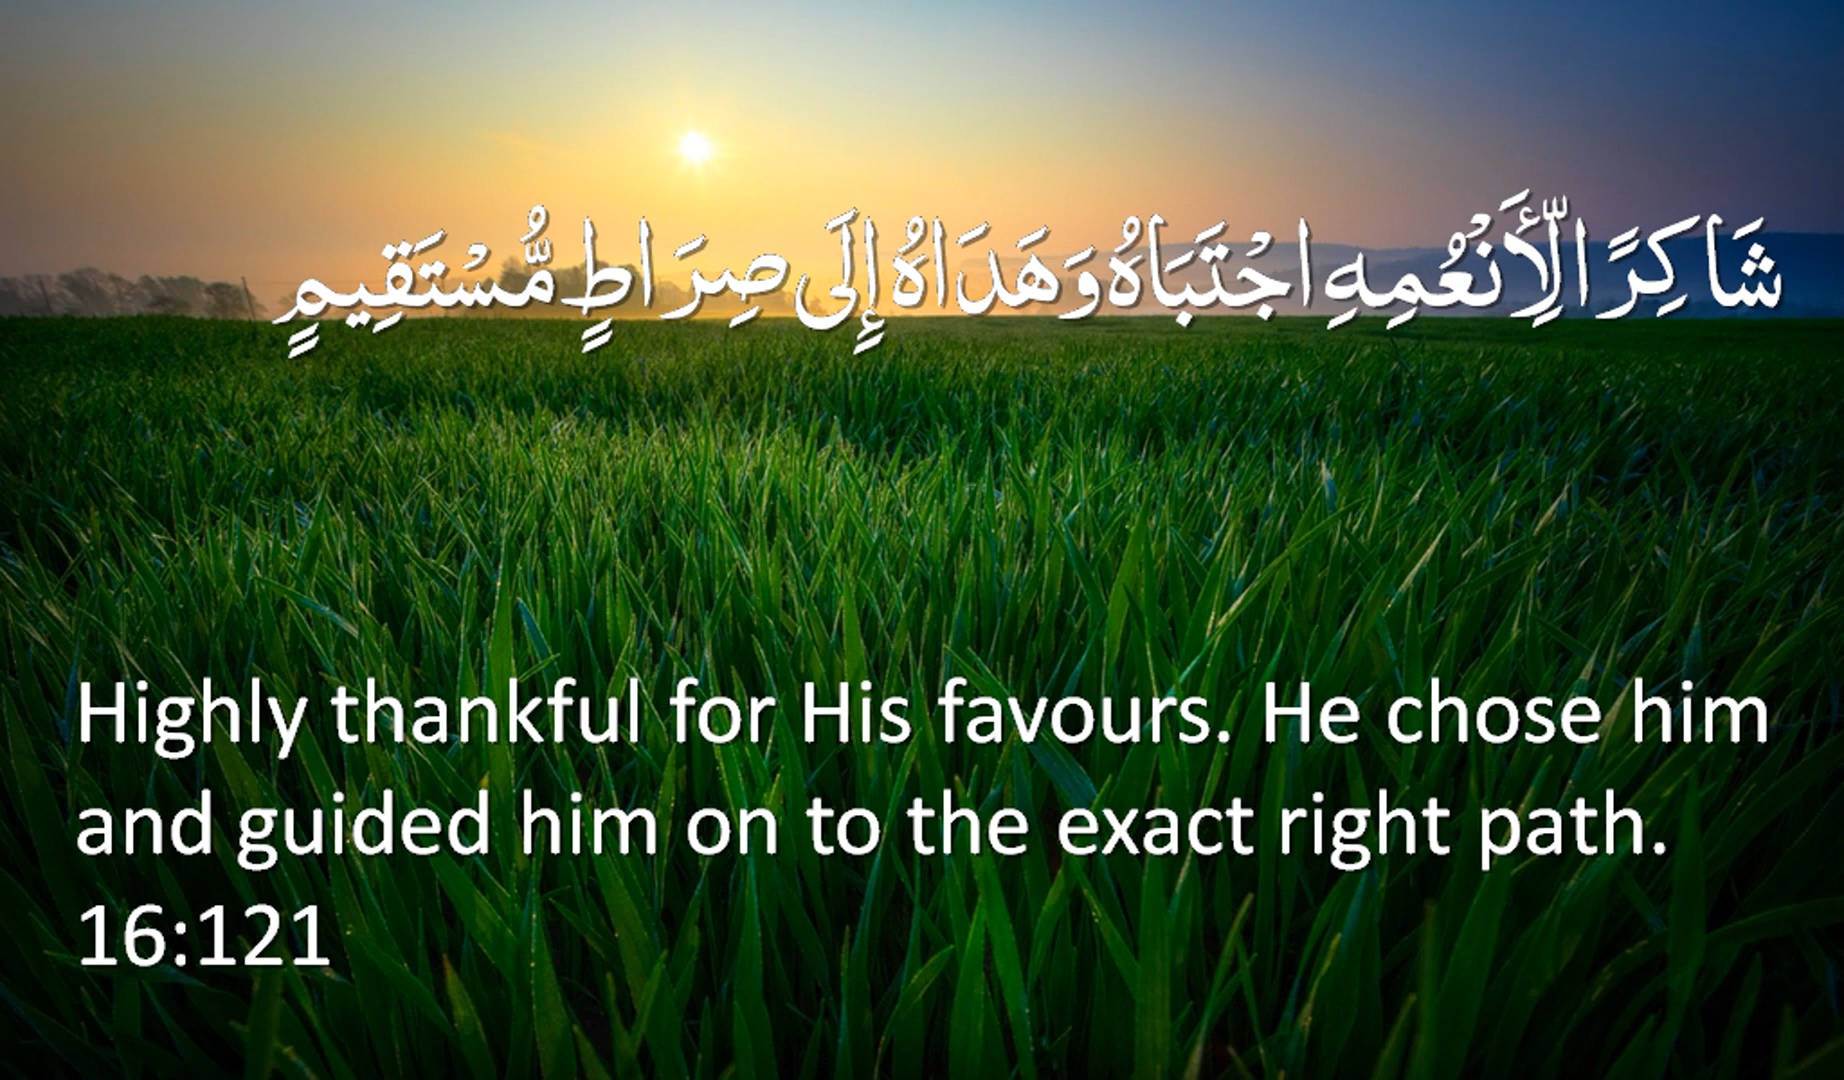 شَاكِرًَ الِّأَنْعُمِهِ اجْتَبَاهُ وَهَدَاهُ إِلَىٍ صِرَاطٍ مُّسْتَقِيمٍ
Highly thankful for His favours. He chose him
and guided him on to the exact right path.
16:121